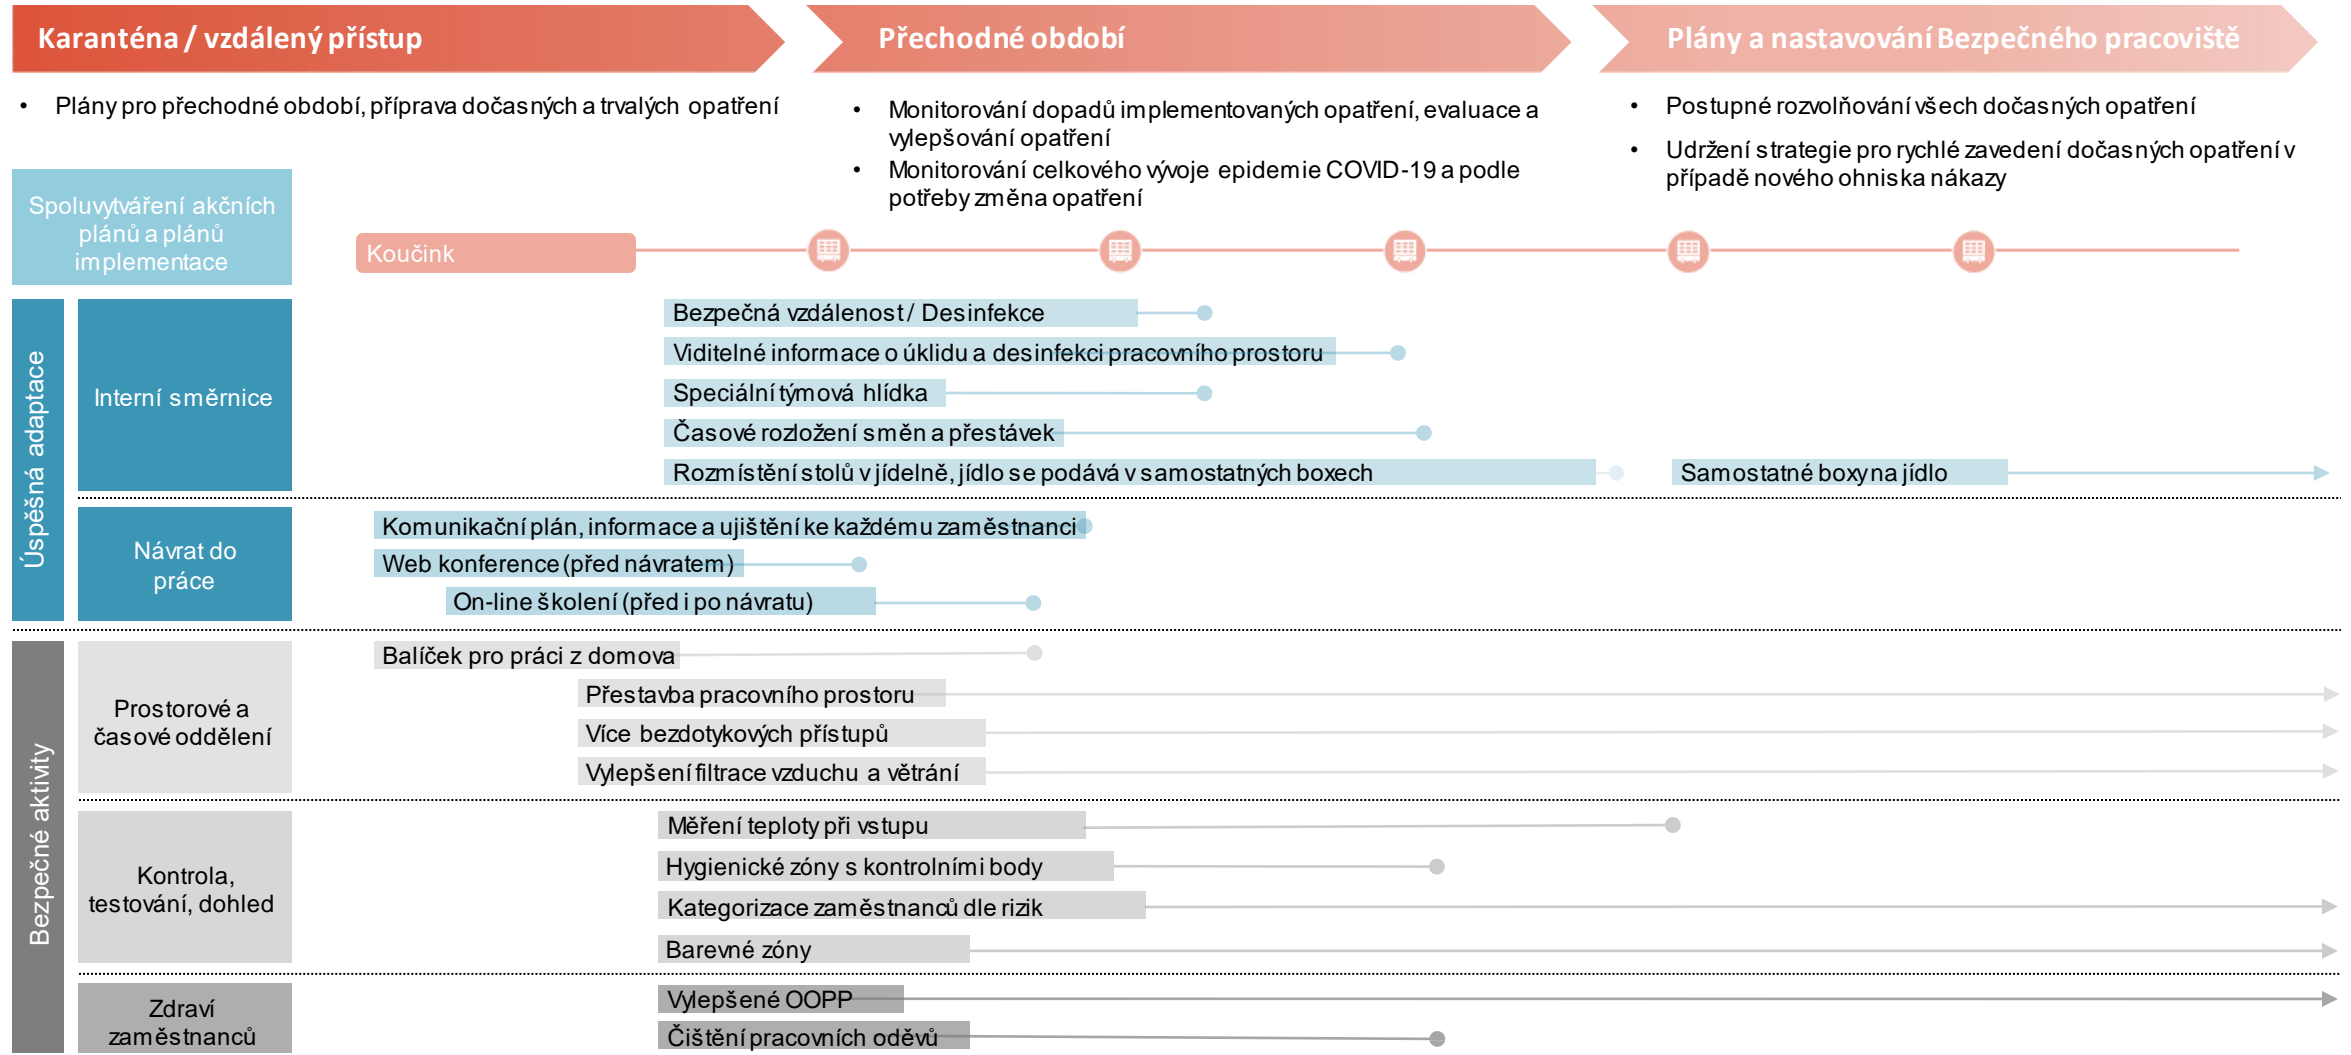 Karanténa / vzdálený přístup
Přechodné období
Plány a nastavování Bezpečného pracoviště
• Plány pro přechodné období, příprava dočasných a trvalých opatření
• Monitorování dopadů implementovaných opatření, evaluace a
vylepšování opatření
• Monitorování celkového vývoje epidemie COVID-19 a podle
potřeby změna opatření
• Postupné rozvolňování všech dočasných opatření
• Udržení strategie pro rychlé zavedení dočasných opatření v
případě nového ohniska nákazy
Spoluvytváření akčních
plánů a plánů
implementace
Koučink
Úspěšná adaptace
Interní směrnice
Bezpečná vzdálenost / Desinfekce
Viditelné informace o úklidu a desinfekci pracovního prostoru
Speciální týmová hlídka
Časové rozložení směn a přestávek
Rozmístění stolů v jídelně, jídlo se podává v samostatných boxech
Samostatné boxy na jídlo
Návrat do
práce
Komunikační plán, informace a ujištění ke každému zaměstnanci
Web konference (před návratem)
On-line školení (před i po návratu)
Bezpečné aktivity
Prostorové a
časové oddělení
Balíček pro práci z domova
Přestavba pracovního prostoru
Více bezdotykových přístupů
Vylepšení filtrace vzduchu a větrání
Kontrola,
testování, dohled
Měření teploty při vstupu
Hygienické zóny s kontrolními body
Kategorizace zaměstnanců dle rizik
Barevné zóny
Zdraví
zaměstnanců
Vylepšené OOPP
Čištění pracovních oděvů